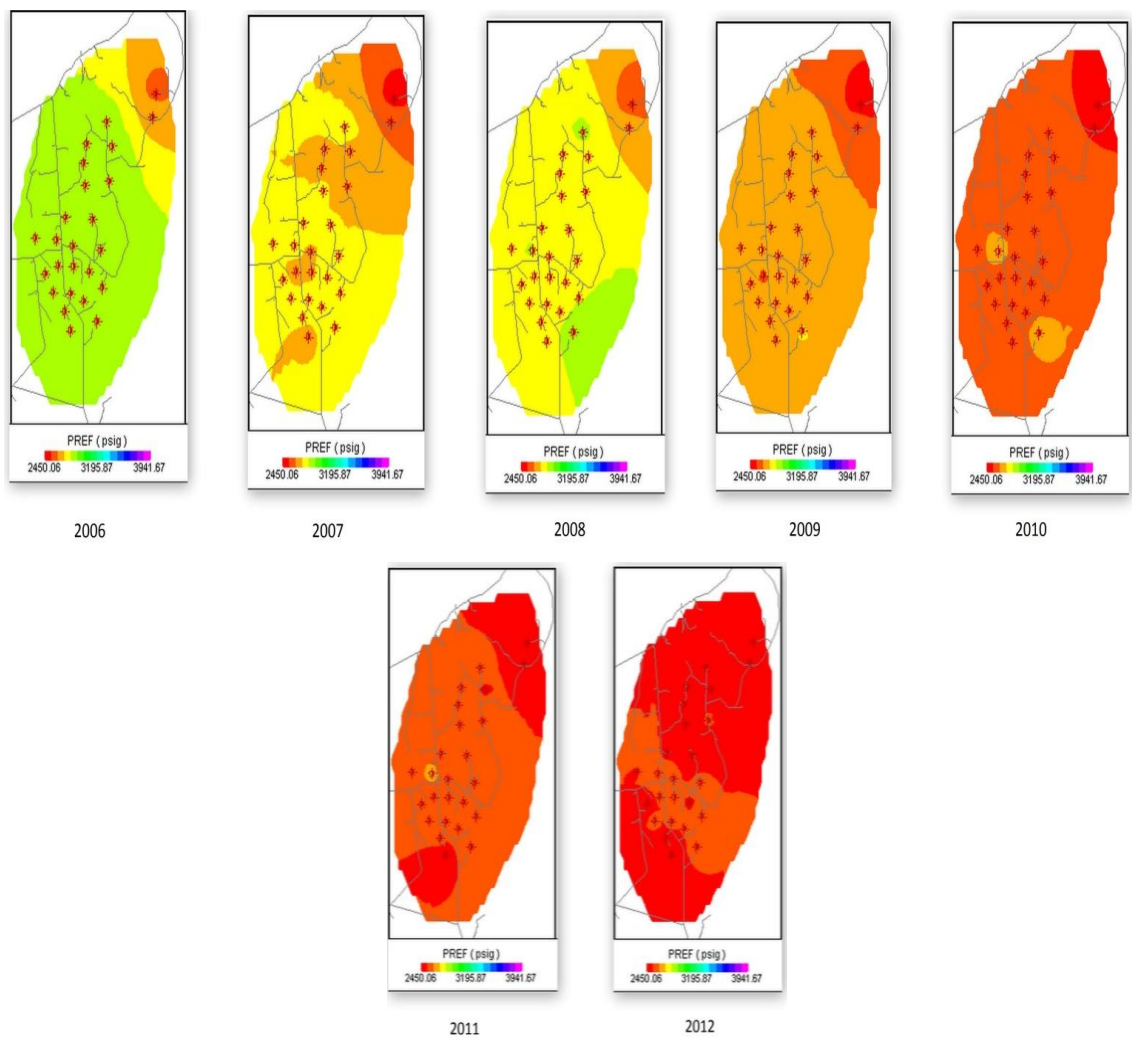 PREF ( psig )
2450.06 3195.87 3941.67
2006
PREF ( psig )
2450.06 3195.87 3941.67
2007
PREF ( psig )
2450.06 3195.87 3941.67
2008
PREF ( psig )
2450.06 3195.87 3941.67
2009
PREF ( psig )
2450.06 3195.87 3941.67
2010
PREF ( psig )
2450.06 3195.87 3941.67
2011
PREF ( psig )
2450.06 3195.87 3941.67
2012